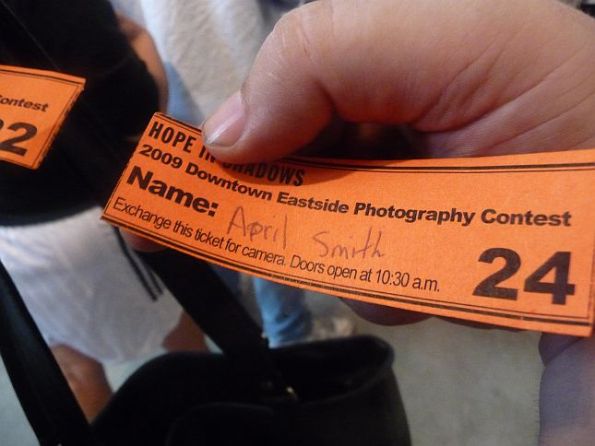 ontest
22
HOPE IN SHADOWS
2009 Downtown Eastside Photography Contest
Name: April Smith
Exchange this ticket for camera. Doors open at 10:30 a.m.
24